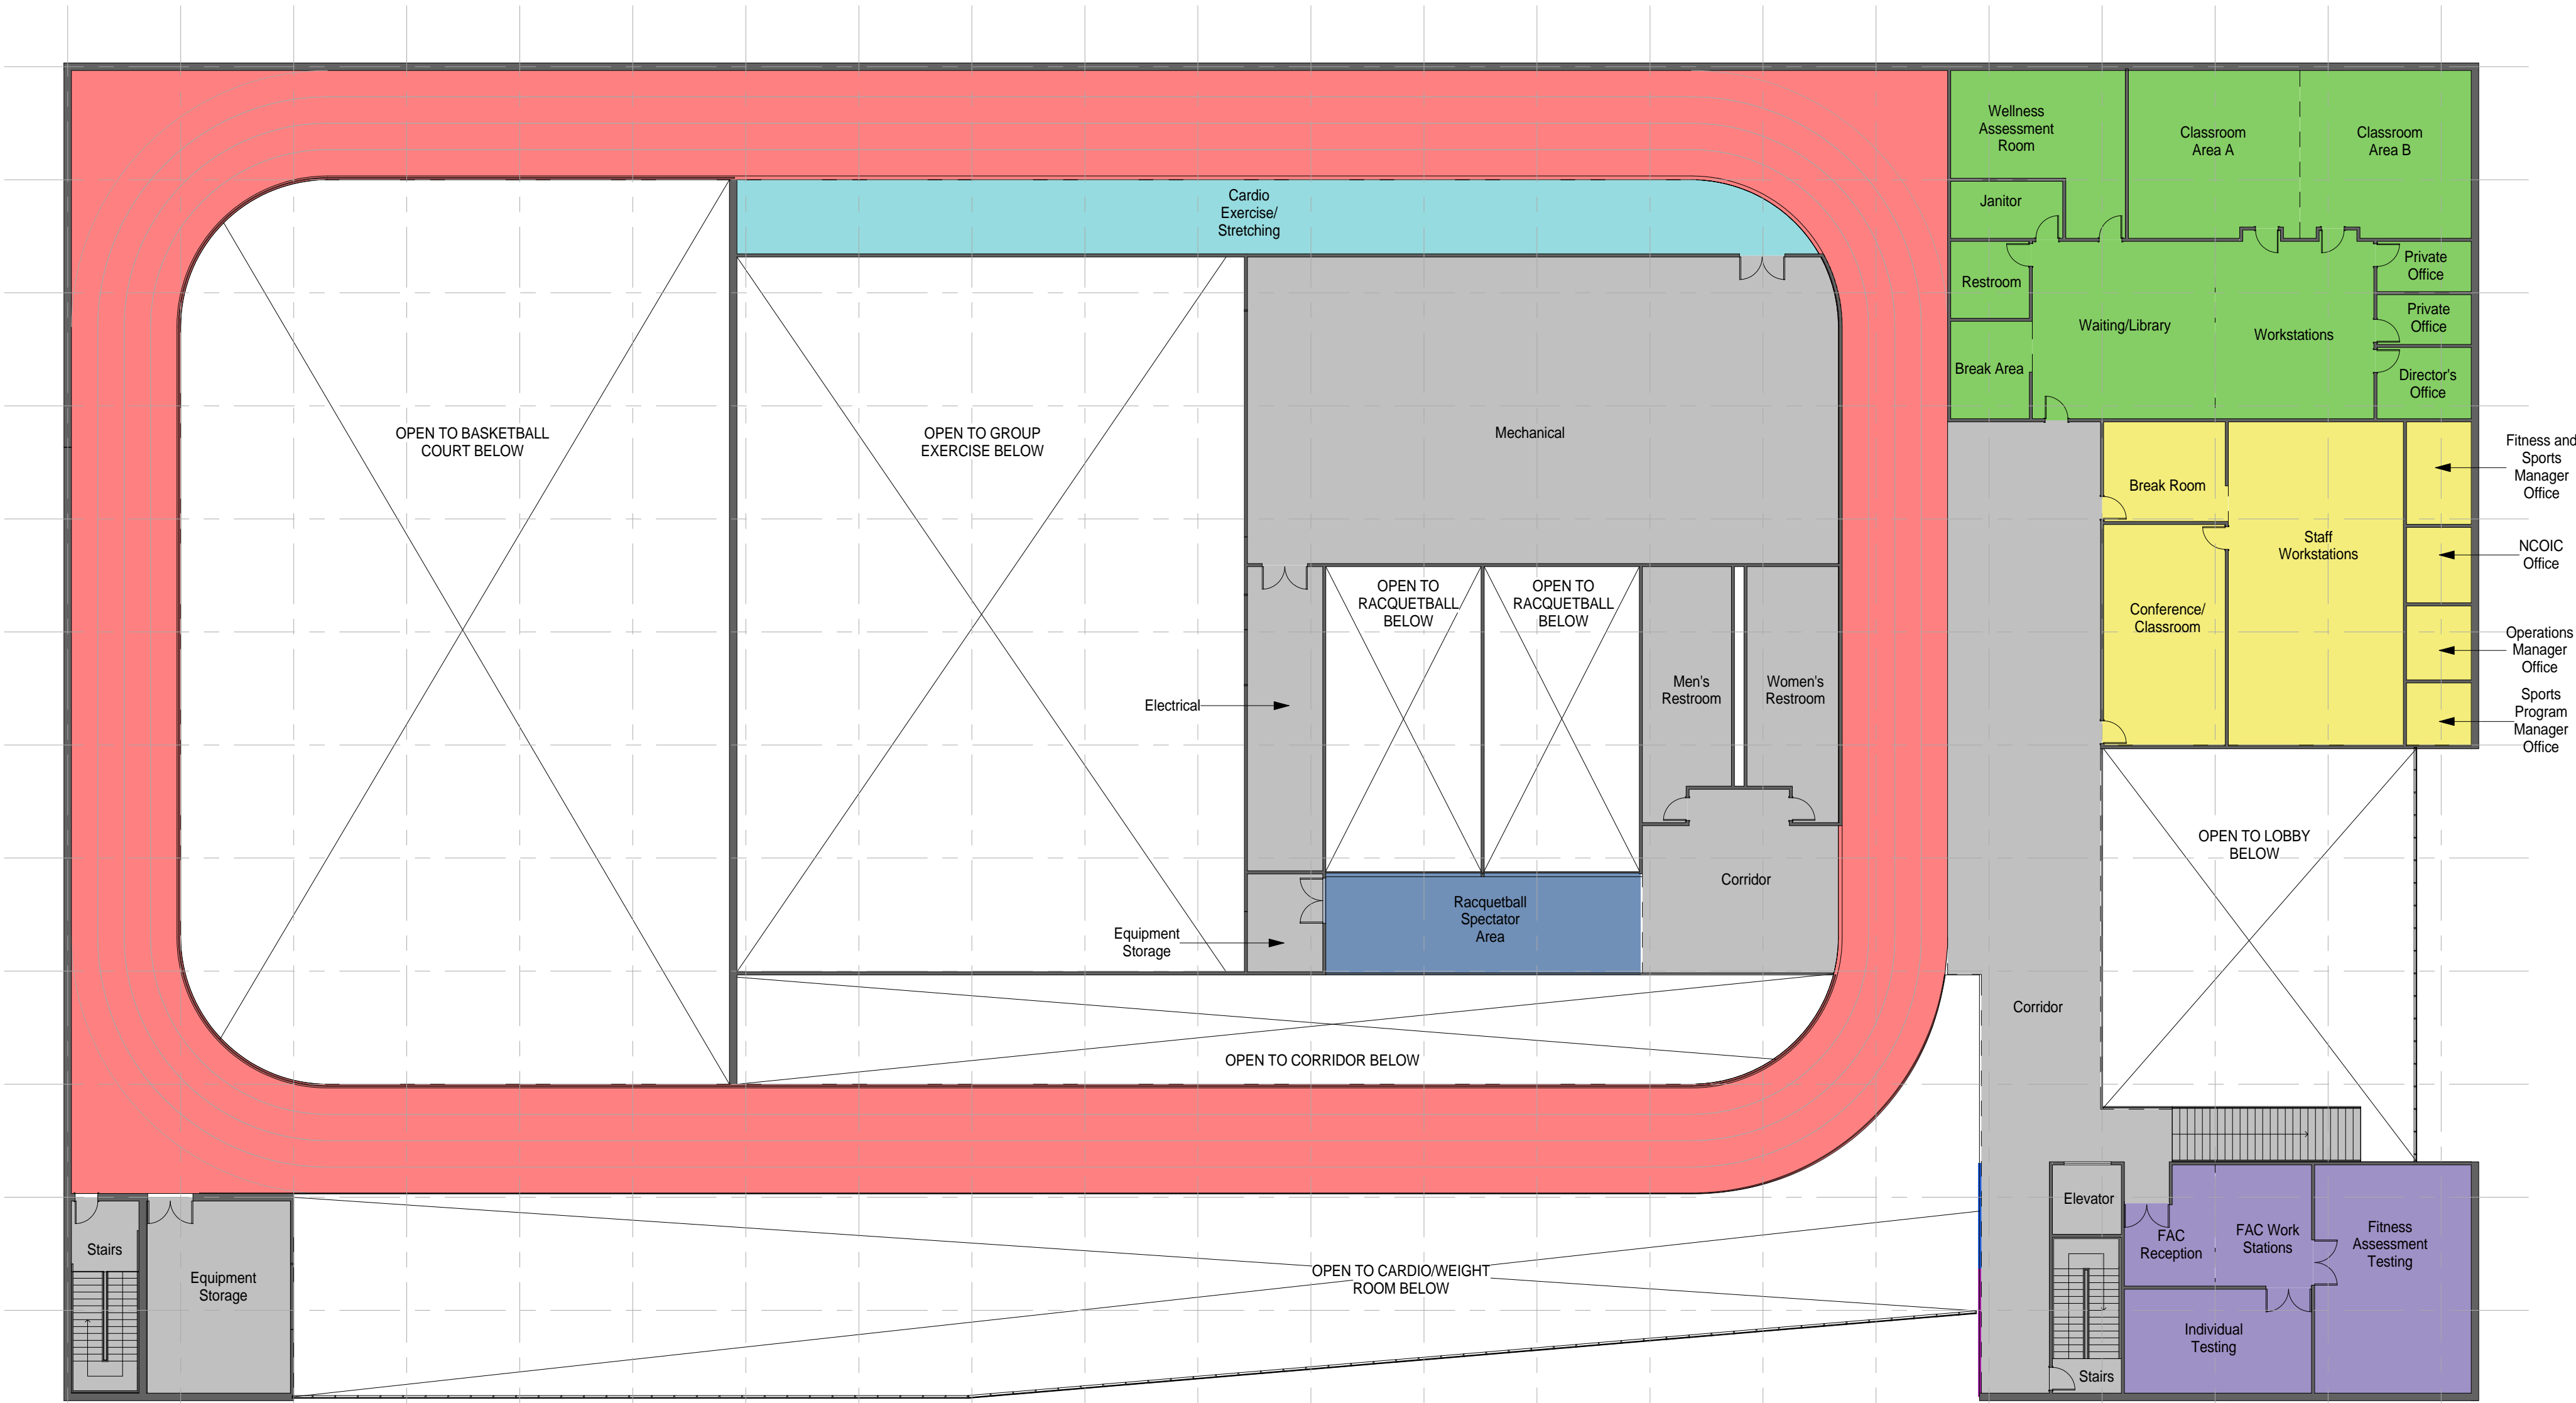 Wellness
Assessment
Room
Classroom
Area A
Classroom
Area B
Cardio
Exercise/
Stretching
Janitor
Restroom
Private
Office
Private
Office
Waiting/Library
Workstations
Break Area
Director's
Office
OPEN TO BASKETBALL
COURT BELOW
OPEN TO GROUP
EXERCISE BELOW
Mechanical
Fitness and
Sports
Manager
Office
Break Room
Staff
Workstations
NCOIC
Office
OPEN TO
RACQUETBALL
BELOW
OPEN TO
RACQUETBALL
BELOW
Conference/
Classroom
Operations
Manager
Office
Men's
Restroom
Women's
Restroom
Electrical
Sports
Program
Manager
Office
OPEN TO LOBBY
BELOW
Corridor
Racquetball
Spectator
Area
Equipment
Storage
Corridor
OPEN TO CORRIDOR BELOW
Elevator
Stairs
Equipment
Storage
OPEN TO CARDIO/WEIGHT
ROOM BELOW
FAC
Reception
FAC Work
Stations
Fitness
Assessment
Testing
Individual
Testing
Stairs